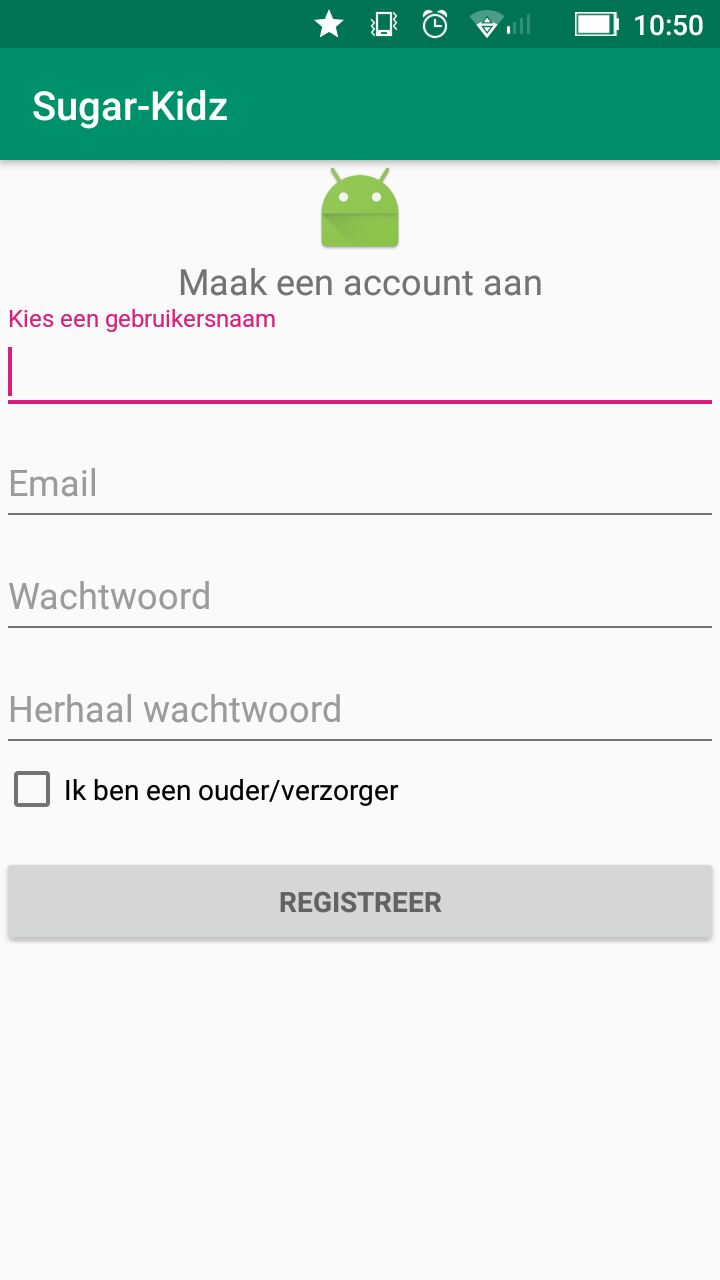 10:50
Sugar-Kidz
Maak een account aan
Kies een gebruikersnaam
Email
Wachtwoord
Herhaal wachtwoord
Ik ben een ouder/verzorger
REGISTREER